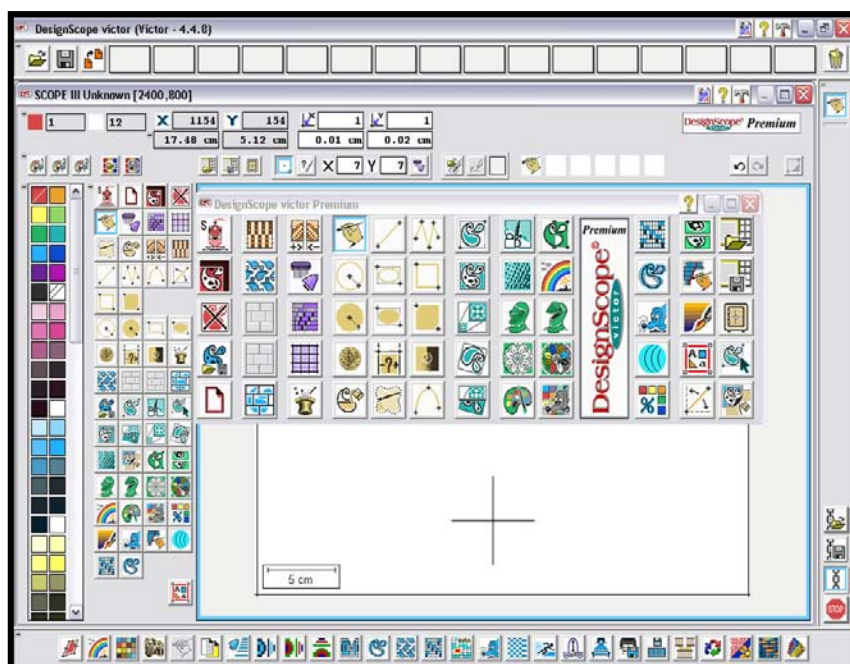 DesignScope victor (Victor - 4.4.8)
SCOPE III Unknown [2400,800]
1 12 X 1154 Y 154 1 1
17.48 cm 5.12 cm 0.01 cm 0.02 cm
DesignScope victor Premium
X 7 Y 7
DesignScope victor Premium
Premium
DesignScope victor
5 cm
STOP